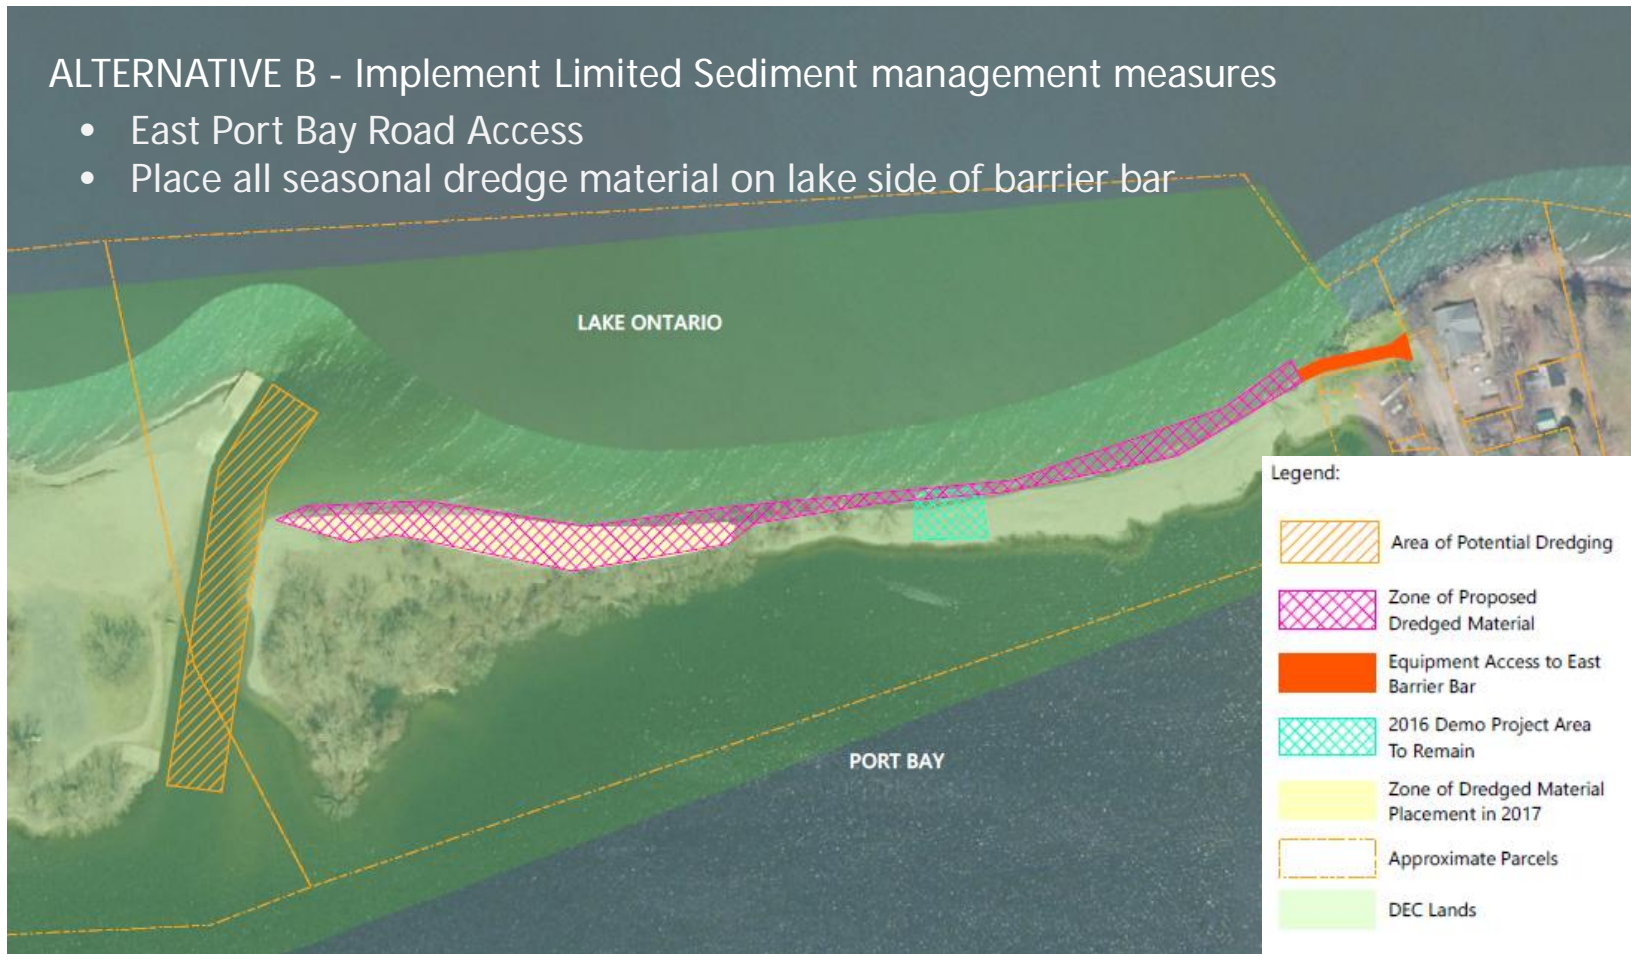 ALTERNATIVE B - Implement Limited Sediment management measures
• East Port Bay Road Access
• Place all seasonal dredge material on lake side of barrier bar
LAKE ONTARIO
PORT BAY
Legend:
Area of Potential Dredging
Zone of Proposed
Dredged Material
Equipment Access to East
Barrier Bar
2016 Demo Project Area
To Remain
Zone of Dredged Material
Placement in 2017
Approximate Parcels
DEC Lands